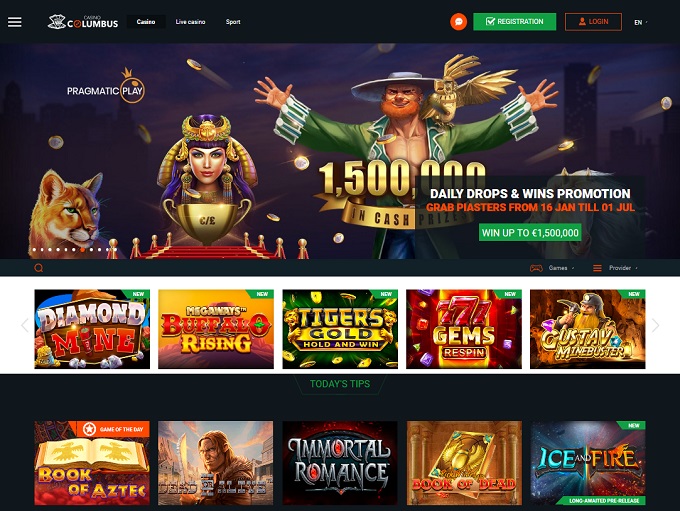 CASINO
COLUMBUS
Casino
Live casino
Sport
REGISTRATION
LOGIN
EN
PRAGMATIC PLAY
1,500,000
IN CASH PRIZES
€/£
DAILY DROPS & WINS PROMOTION
GRAB PIASTERS FROM 16 JAN TILL 01 JUL
WIN UP TO €1,500,000
Games
Provider
NEW
DIAMOND
MINE
NEW
MEGAWAYS™
BUFFALO
RISING
NEW
TIGER'S
GOLD
HOLD AND WIN
NEW
777
GEMS
RESPIN
NEW
GUSTAV
MINEBUSTER
TODAY'S TIPS
GAME OF THE DAY
BOOK
OF AZTEC
DEAD OR ALIVE
IMMORTAL
ROMANCE
BOOK OF DEAD
NEW
ICE AND FIRE
LONG-AWAITED PRE-RELEASE